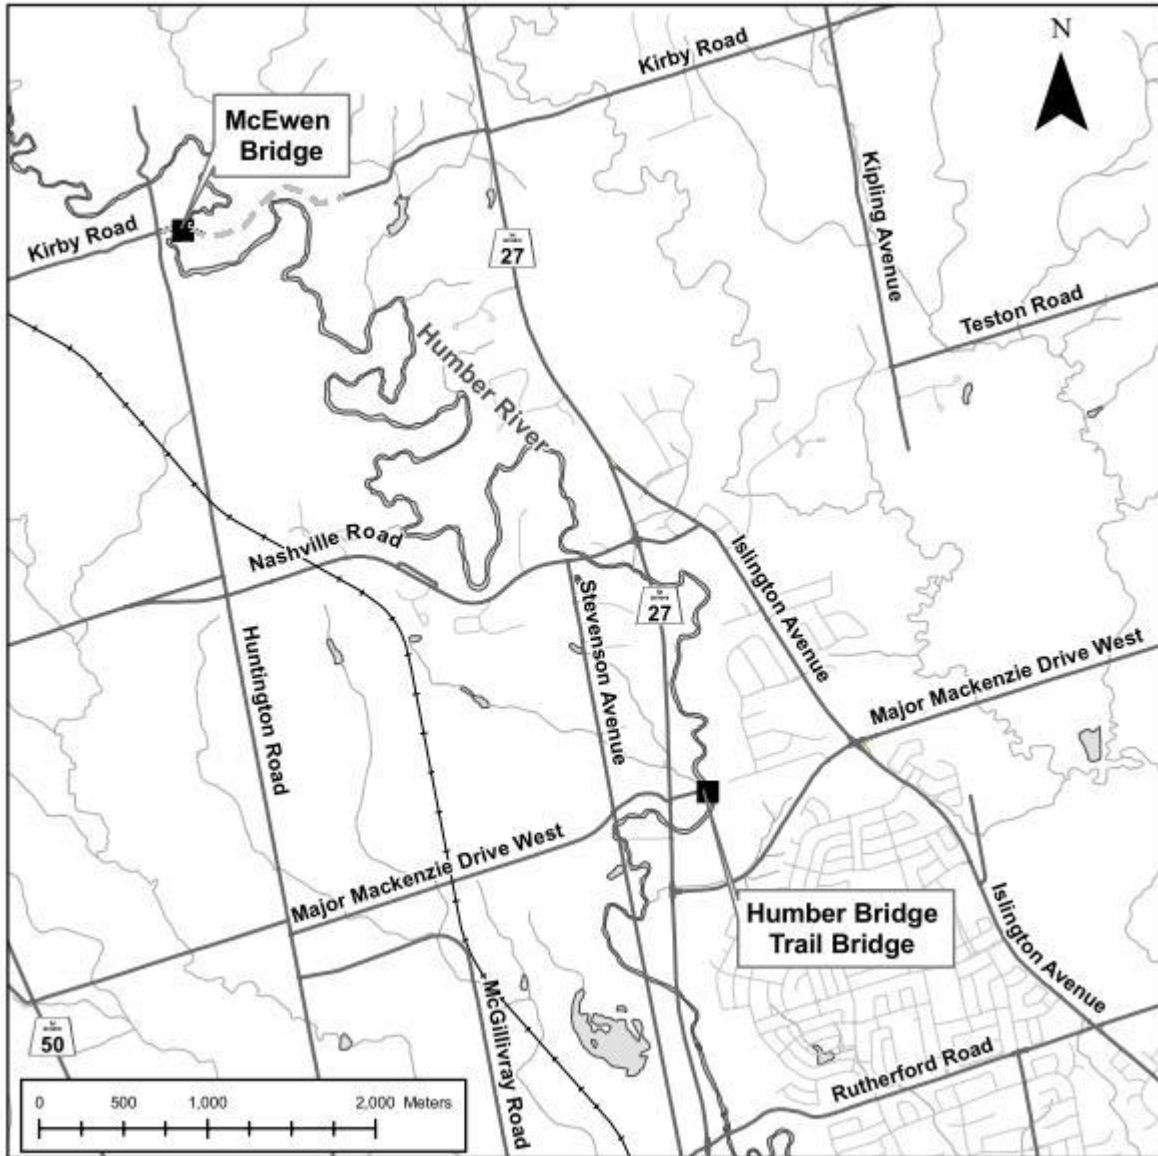 Kirby Road
N
McEwen
Bridge
Kipling Avenue
Kirby Road
27
Teston Road
Humber River
Nashville Road
Islington Avenue
27
Stevenson Avenue
Huntington Road
Major Mackenzie Drive West
Major Mackenzie Drive West
Humber Bridge
Trail Bridge
Islington Avenue
McGillivray Road
50
Rutherford Road
0 500 1,000 2,000 Meters